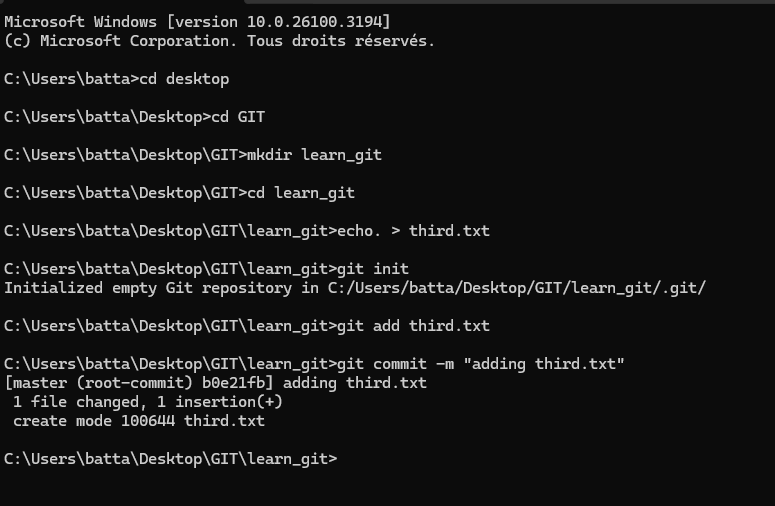 Microsoft Windows [version 10.0.26100.3194]
(c) Microsoft Corporation. Tous droits réservés.
C:\Users\batta>cd desktop
C:\Users\batta\Desktop>cd GIT
C:\Users\batta\Desktop\GIT>mkdir learn_git
C:\Users\batta\Desktop\GIT>cd learn_git
C:\Users\batta\Desktop\GIT\learn_git>echo. > third.txt
C:\Users\batta\Desktop\GIT\learn_git>git init
Initialized empty Git repository in C:/Users/batta/Desktop/GIT/learn_git/.git/
C:\Users\batta\Desktop\GIT\learn_git>git add third.txt
C:\Users\batta\Desktop\GIT\learn_git>git commit -m "adding third.txt"
[master (root-commit) b0e21fb] adding third.txt
 1 file changed, 1 insertion(+)
 create mode 100644 third.txt
C:\Users\batta\Desktop\GIT\learn_git>